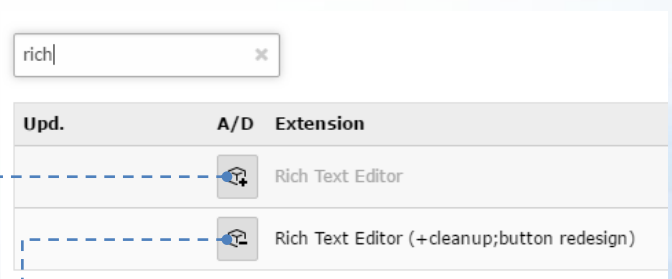 rich
Upd. A/D Extension
Rich Text Editor
Rich Text Editor (+cleanup;button redesign)